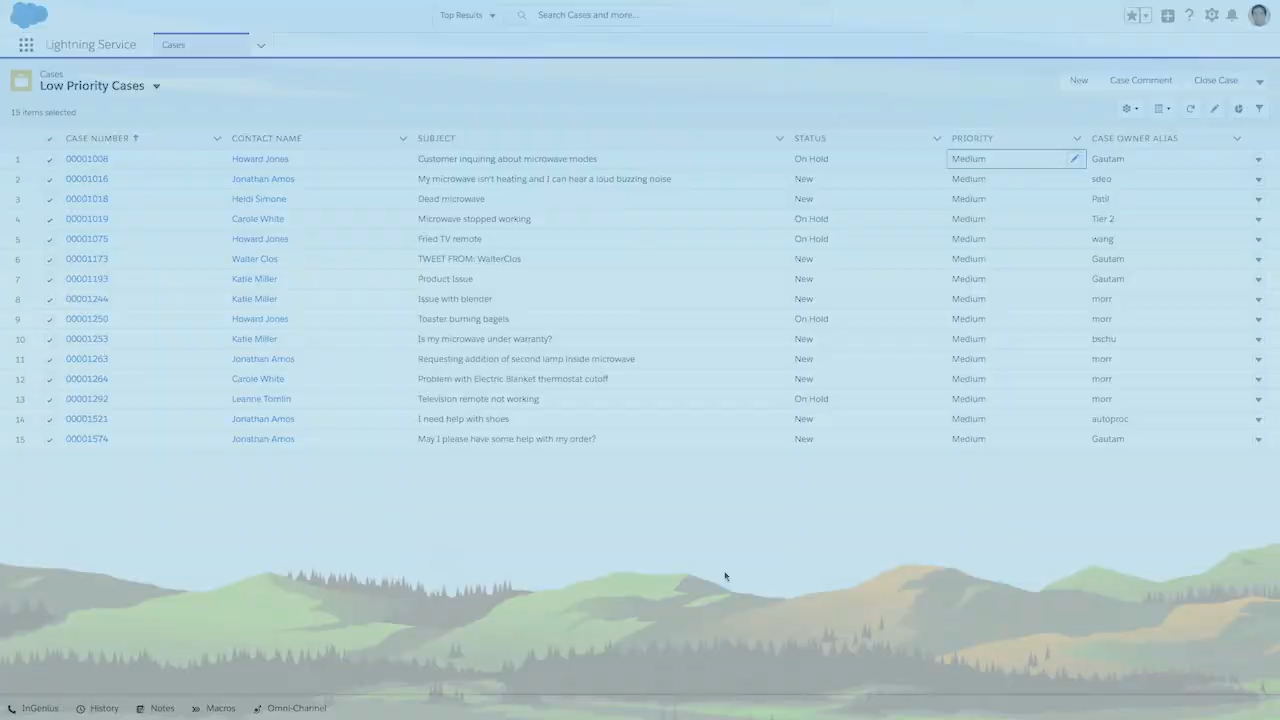 Top Results Search Cases and more...
Lightning Service Cases
Cases
Low Priority Cases New Case Comment Close Case
15 items selected
CASE NUMBER CONTACT NAME SUBJECT STATUS PRIORITY CASE OWNER ALIAS
1 00001008 Howard Jones Customer inquiring about microwave modes On Hold Medium Gautam
2 00001016 Jonathan Amos My microwave isn't heating and I can hear a loud buzzing noise New Medium sdeo
3 00001018 Heidi Simone Dead microwave New Medium Patil
4 00001019 Carole White Microwave stopped working On Hold Medium Tier 2
5 00001075 Howard Jones Fried TV remote On Hold Medium wang
6 00001173 Walter Clos TWEET FROM: WalterClos New Medium Gautam
7 00001193 Katie Miller Product Issue New Medium Gautam
8 00001244 Katie Miller Issue with blender New Medium morr
9 00001250 Howard Jones Toaster burning bagels On Hold Medium morr
10 00001253 Katie Miller Is my microwave under warranty? New Medium bschu
11 00001263 Jonathan Amos Requesting addition of second lamp inside microwave New Medium morr
12 00001264 Carole White Problem with Electric Blanket thermostat cutoff New Medium morr
13 00001292 Leanne Tomlin Television remote not working On Hold Medium morr
14 00001521 Jonathan Amos I need help with shoes New Medium autoproc
15 00001574 Jonathan Amos May I please have some help with my order? New Medium Gautam
InGenius History Notes Macros Omni-Channel